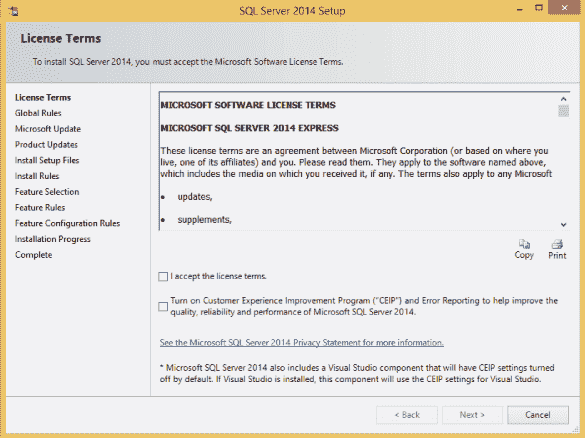 SQL Server 2014 Setup
License Terms
To install SQL Server 2014, you must accept the Microsoft Software License Terms.
License Terms
Global Rules
Microsoft Update
Product Updates
Install Setup Files
Install Rules
Feature Selection
Feature Rules
Feature Configuration Rules
Installation Progress
Complete
MICROSOFT SOFTWARE LICENSE TERMS
MICROSOFT SQL SERVER 2014 EXPRESS
These license terms are an agreement between Microsoft Corporation (or based on where you
live, one of its affiliates) and you. Please read them. They apply to the software named above,
which includes the media on which you received it, if any. The terms also apply to any Microsoft
• updates,
• supplements,
Copy Print
I accept the license terms.
Turn on Customer Experience Improvement Program ("CEIP") and Error Reporting to help improve the
quality, reliability and performance of Microsoft SQL Server 2014.
See the Microsoft SQL Server 2014 Privacy Statement for more information.
* Microsoft SQL Server 2014 also includes a Visual Studio component that will have CEIP settings turned
off by default. If Visual Studio is installed, this component will use the CEIP settings for Visual Studio.
< Back Next > Cancel